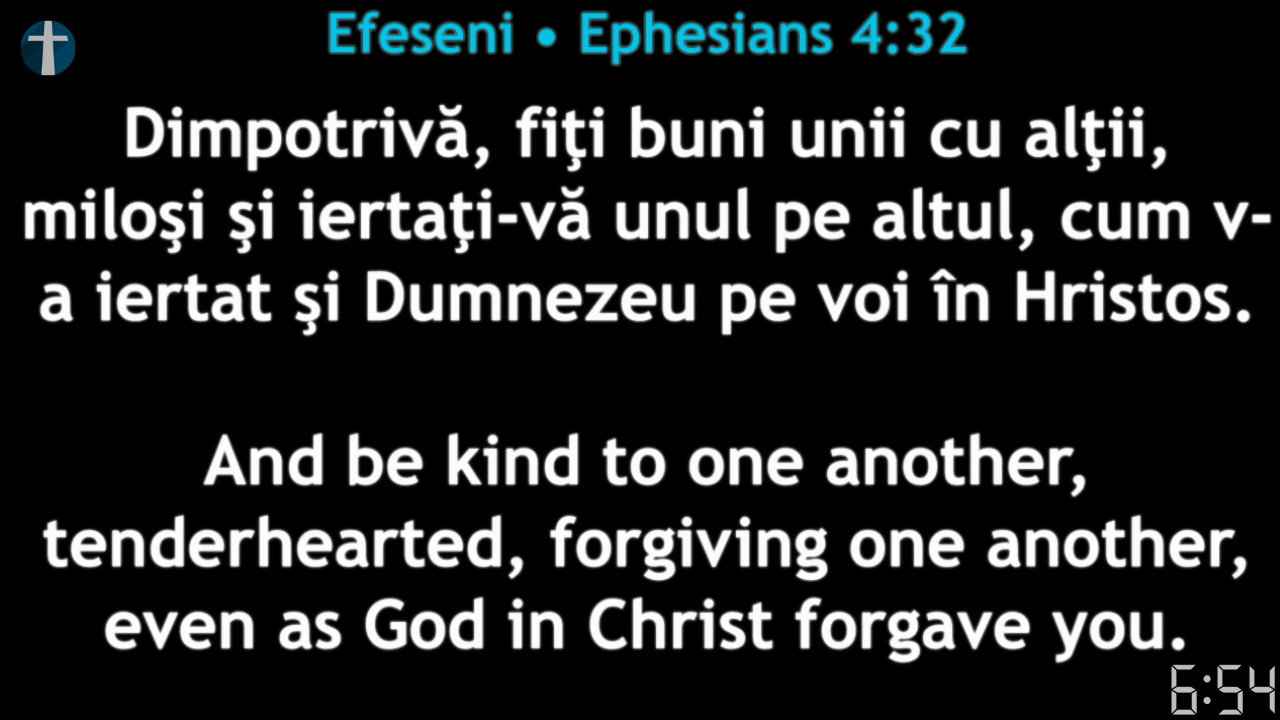 Efeseni • Ephesians 4:32
Dimpotrivă, fiţi buni unii cu alţii,
miloşi şi iertaţi-vă unul pe altul, cum v-
a iertat şi Dumnezeu pe voi în Hristos.
And be kind to one another,
tenderhearted, forgiving one another,
even as God in Christ forgave you.
6:54